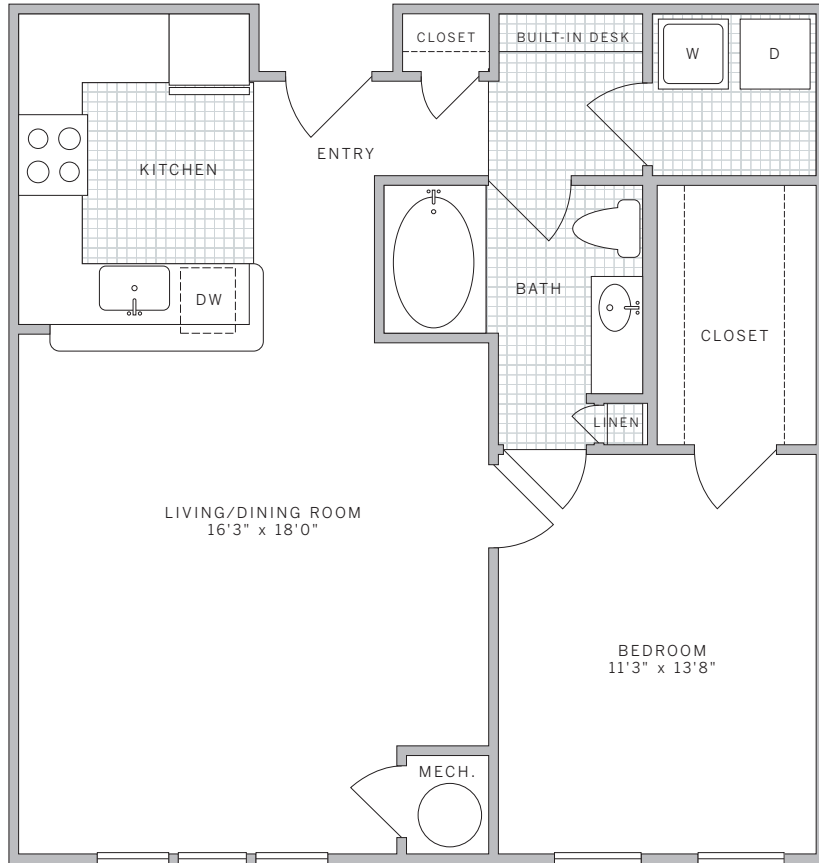 CLOSET
BUILT-IN DESK
W
D
ENTRY
KITCHEN
DW
BATH
CLOSET
LINEN
LIVING/DINING ROOM
16'3" x 18'0"
BEDROOM
11'3" x 13'8"
MECH.